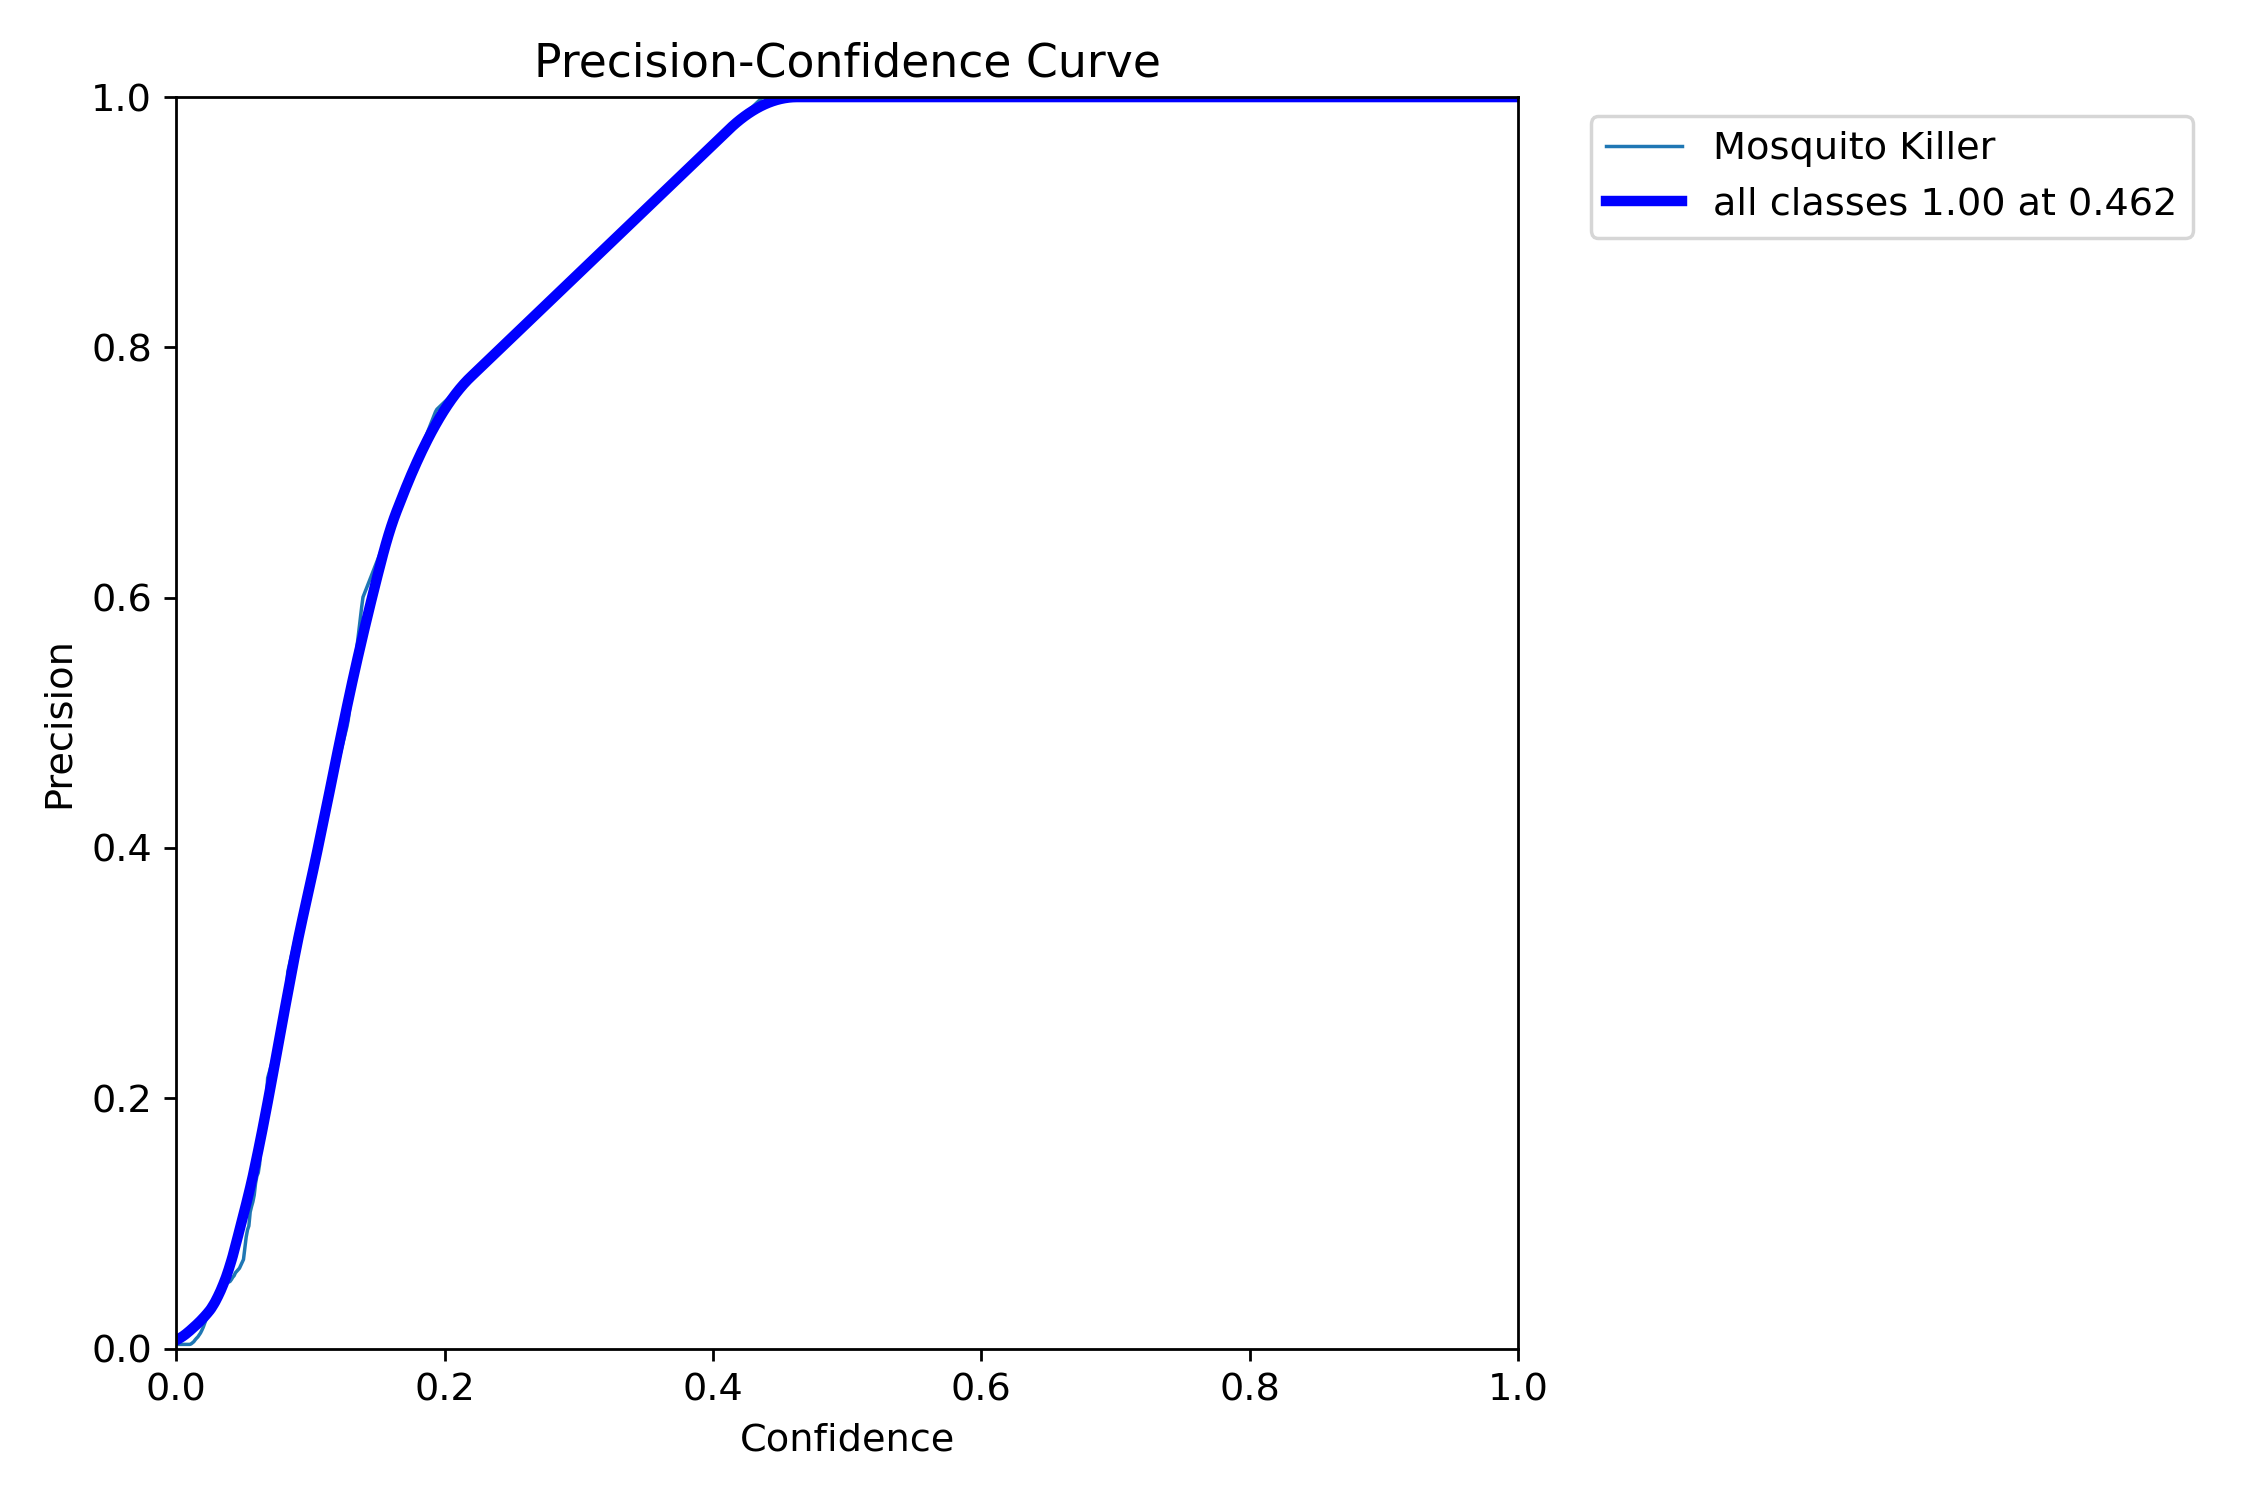 Precision-Confidence Curve
Mosquito Killer
all classes 1.00 at 0.462
Precision
1.0
0.8
0.6
0.4
0.2
0.0
0.0 0.2 0.4 0.6 0.8 1.0
Confidence